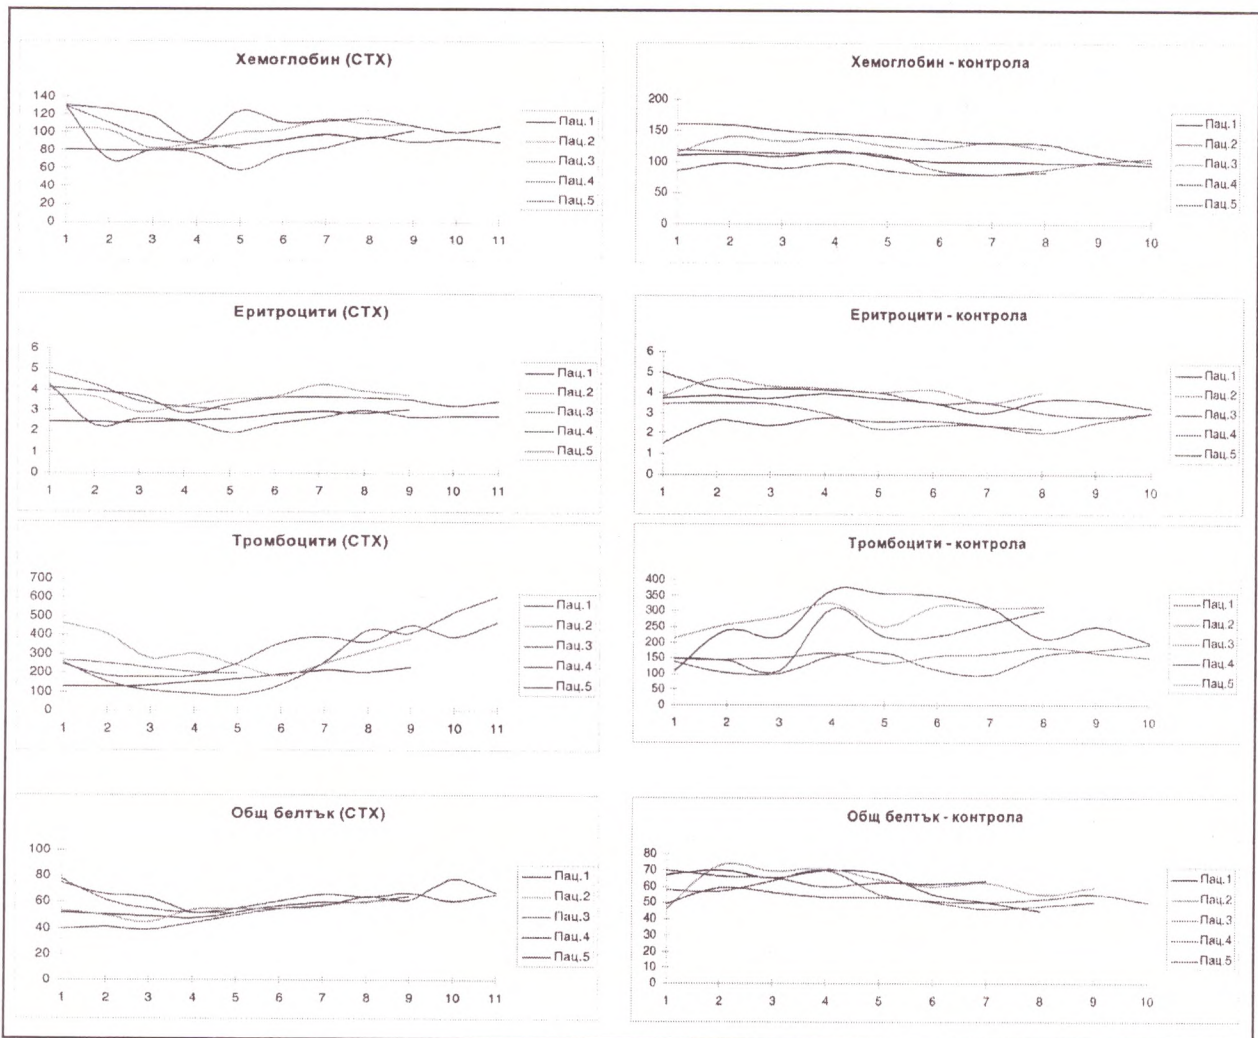 Хемоглобин (СТХ)
140
120
100
80
60
40
20
0
1 2 3 4 5 6 7 8 9 10 11
Пац.1
Пац.2
Пац.3
Пац.4
Пац.5
Хемоглобин - контрола
200
150
100
50
0
1 2 3 4 5 6 7 8 9 10
Пац.1
Пац.2
Пац.3
Пац.4
Пац.5
Еритроцити (СТХ)
6
5
4
3
2
1
0
1 2 3 4 5 6 7 8 9 10 11
Пац.1
Пац.2
Пац.3
Пац.4
Пац.5
Еритроцити - контрола
6
5
4
3
2
1
0
1 2 3 4 5 6 7 8 9 10
Пац.1
Пац.2
Пац.3
Пац.4
Пац.5
Тромбоцити (СТХ)
700
600
500
400
300
200
100
0
1 2 3 4 5 6 7 8 9 10 11
Пац.1
Пац.2
Пац.3
Пац.4
Пац.5
Тромбоцити - контрола
400
350
300
250
200
150
100
50
0
1 2 3 4 5 6 7 8 9 10
Пац.1
Пац.2
Пац.3
Пац.4
Пац.5
Общ белтък (СТХ)
100
80
60
40
20
0
1 2 3 4 5 6 7 8 9 10 11
Пац.1
Пац.2
Пац.3
Пац.4
Пац.5
Общ белтък - контрола
80
70
60
50
40
30
20
10
0
1 2 3 4 5 6 7 8 9 10
Пац.1
Пац.2
Пац.3
Пац.4
Пац.5